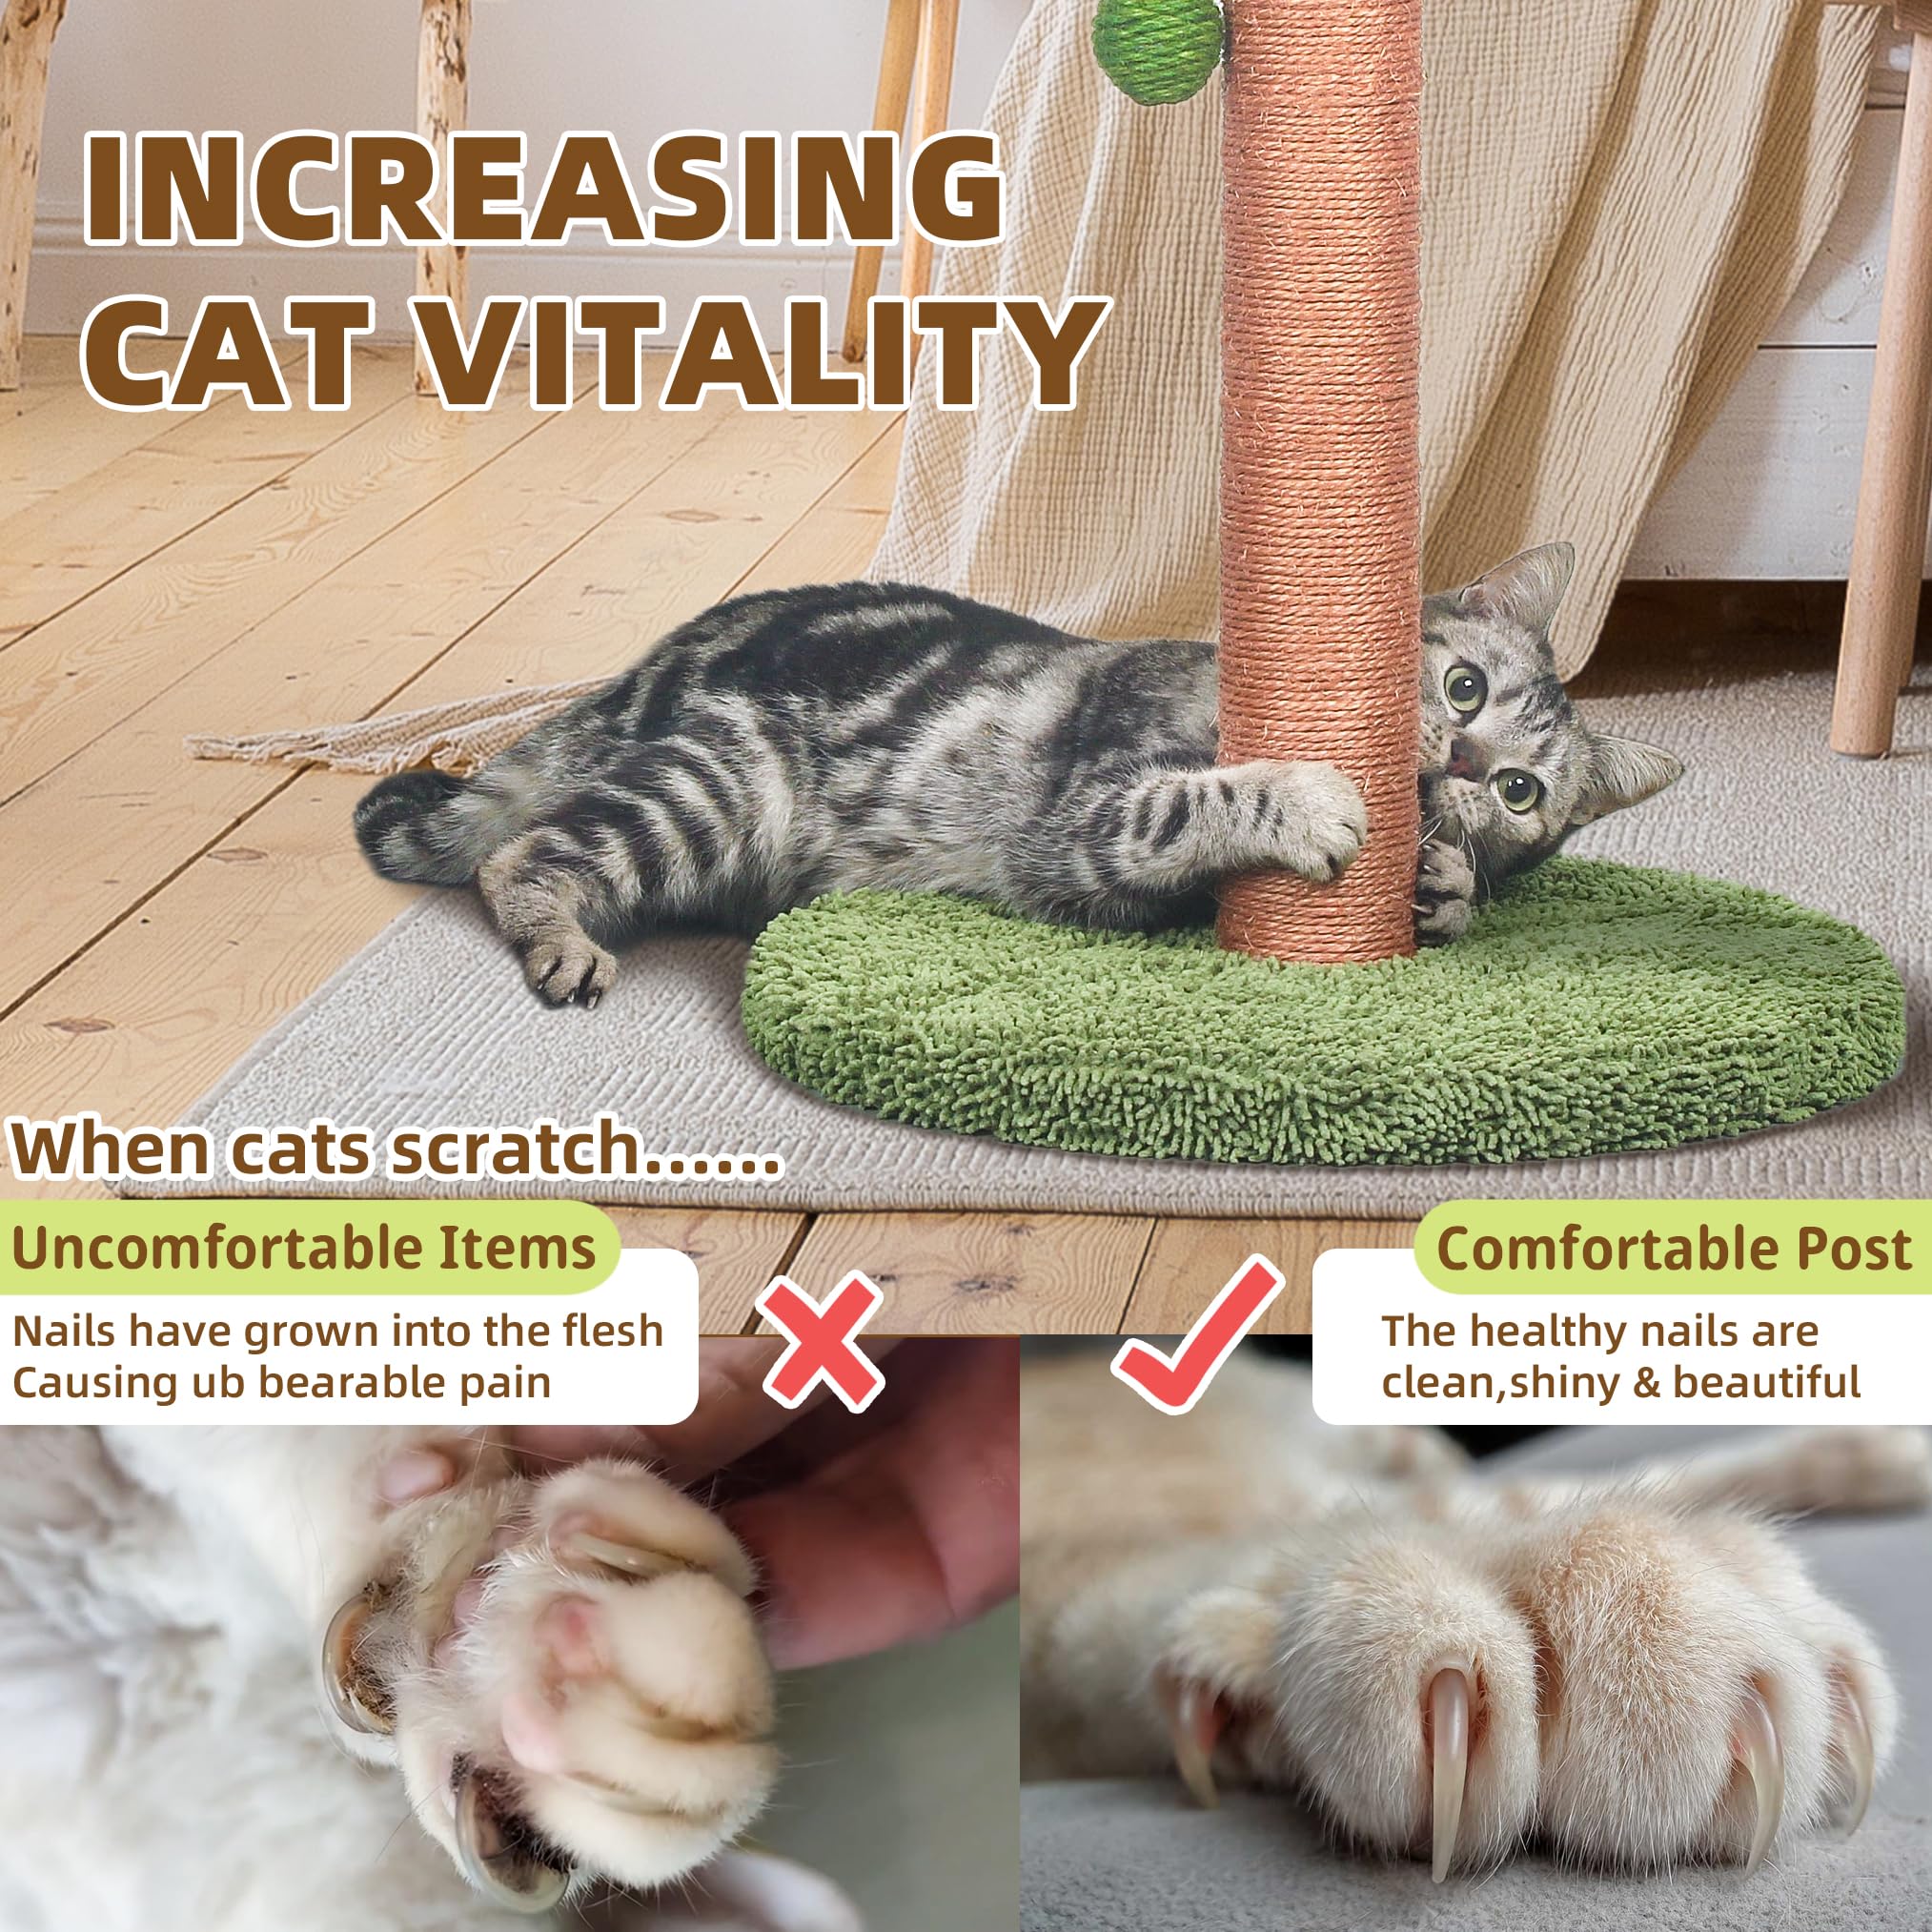 INCREASING
CAT VITALITY
When cats scratch......
Uncomfortable Items
Nails have grown into the flesh
Causing ub bearable pain
Comfortable Post
The healthy nails are
clean,shiny & beautiful